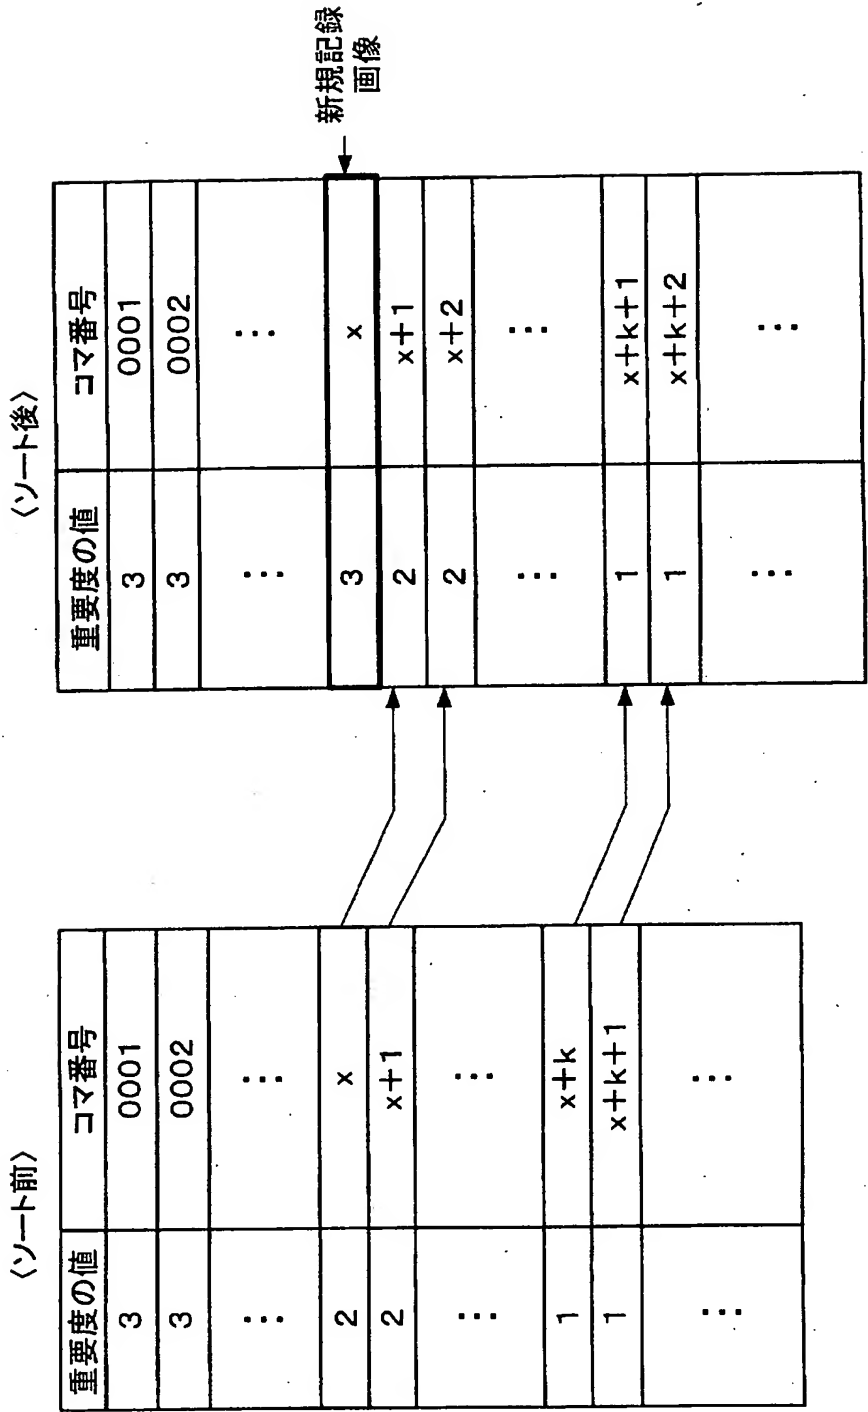 〈ソート前〉
重要度の値 コマ番号
3 0001
3 0002
⋮ ⋮
2 x
2 x+1
⋮ ⋮
1 x+k
1 x+k+1
⋮ ⋮
〈ソート後〉
重要度の値 コマ番号
3 0001
3 0002
⋮ ⋮
3 x
2 x+1
2 x+2
⋮ ⋮
1 x+k+1
1 x+k+2
⋮ ⋮
新規記録
画像